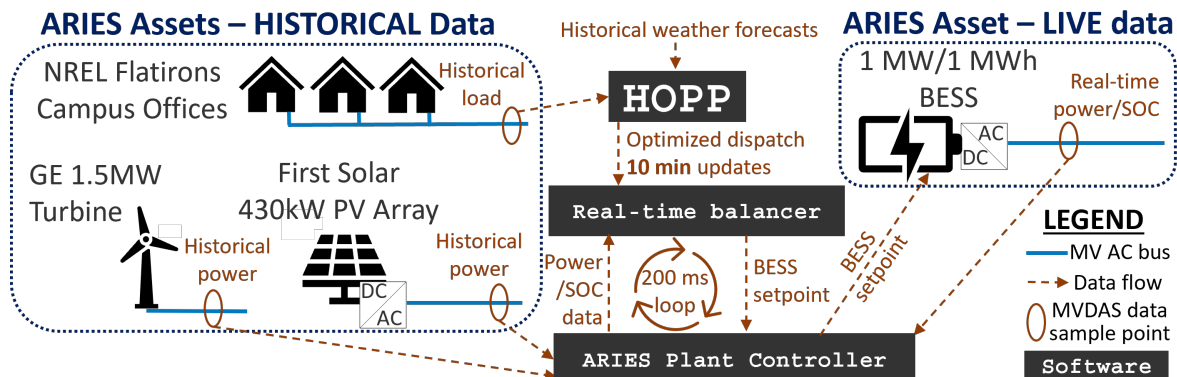 ARIES Assets – HISTORICAL Data
NREL Flatirons
Campus Offices
Historical
load
GE 1.5MW
Turbine
Historical
power
First Solar
430kW PV Array
DC
AC
Historical
power
Historical weather forecasts
HOPP
Optimized dispatch
10 min updates
Real-time balancer
Power
/SOC
data
200 ms
loop
BESS
setpoint
ARIES Plant Controller
BESS
setpoint
ARIES Asset – LIVE data
1 MW/1 MWh
BESS
AC
DC
Real-time
power/SOC
LEGEND
MV AC bus
Data flow
MVDAS data
sample point
Software